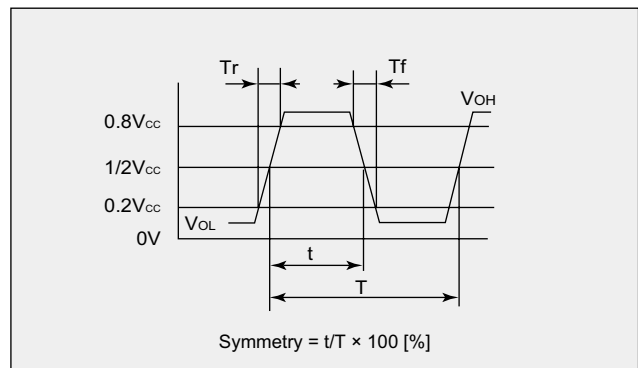 Tr Tf
VOH
0.8Vcc
1/2Vcc
0.2Vcc
VOL
0V
t
T
Symmetry = t/T × 100 [%]